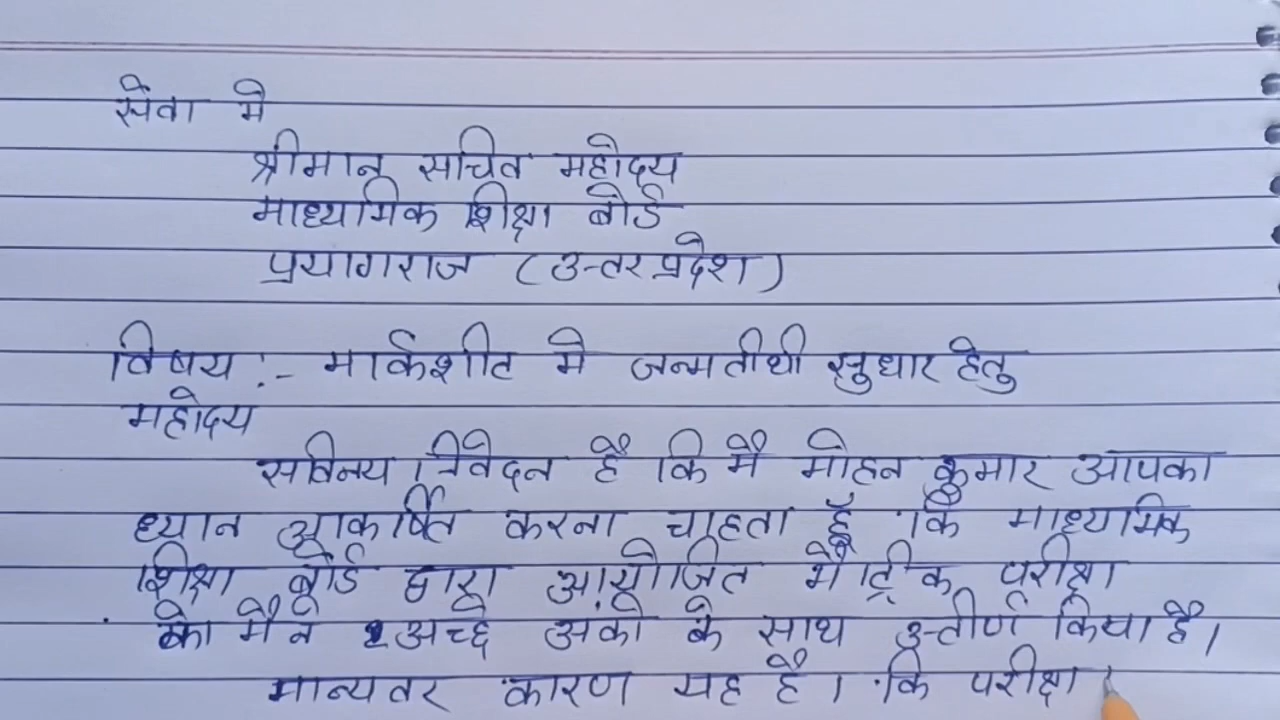 सेवा मे
श्रीमान सचिव महोदय
माध्यमिक शिक्षा बोर्ड
प्रयागराज (उत्तर प्रदेश)
विषय :- मार्कशीट मे जन्मतीथी सुधार हेतु
महोदय
सविनय निवेदन है कि मै मोहन कुमार आपका
ध्यान आकर्षित करना चाहता हूँ कि माध्यमिक
शिक्षा बोर्ड द्वारा आयोजित मैट्रिक परीक्षा
को मैने अच्छे अंको के साथ उत्तीर्ण किया है।
मान्यवर कारण यह है। कि परीक्षा